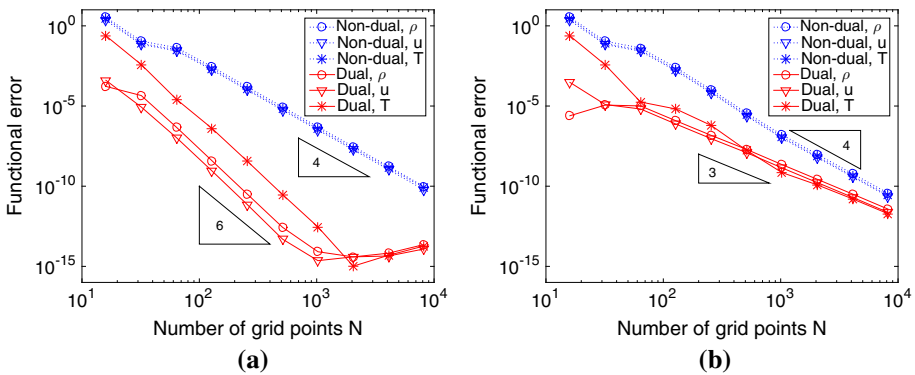 Functional error
10^0
10^-5
10^-10
10^-15
10^1
10^2
10^3
10^4
Number of grid points N
Non-dual, ρ
Non-dual, u
Non-dual, T
Dual, ρ
Dual, u
Dual, T
4
6
(a)
Functional error
10^0
10^-5
10^-10
10^-15
10^1
10^2
10^3
10^4
Number of grid points N
Non-dual, ρ
Non-dual, u
Non-dual, T
Dual, ρ
Dual, u
Dual, T
4
3
(b)